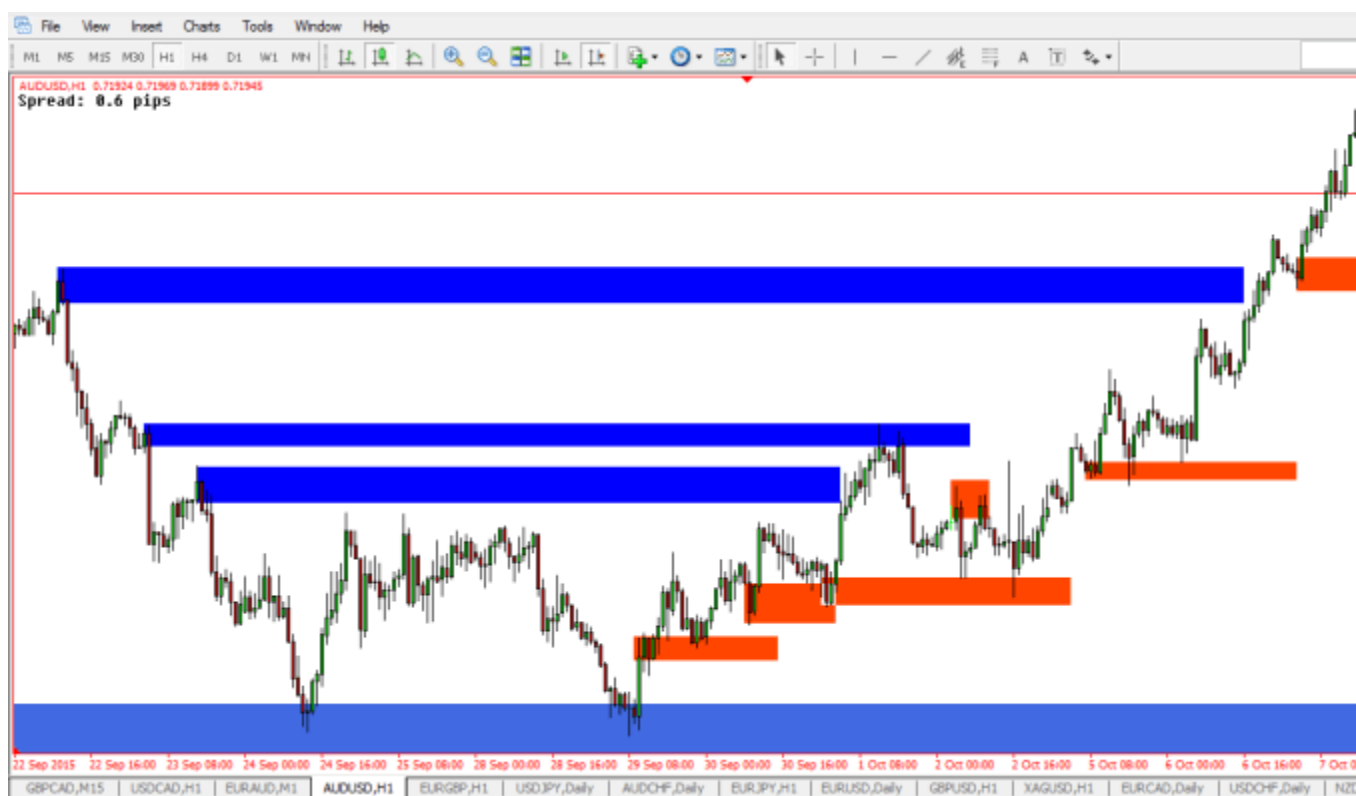 File View Insert Charts Tools Window Help
M1 M5 M15 M30 H1 H4 D1 W1 MN
AUDUSD,H1 0.71924 0.71969 0.71899 0.71945
Spread: 0.6 pips
22 Sep 2015 22 Sep 16:00 23 Sep 08:00 24 Sep 00:00 24 Sep 16:00 25 Sep 08:00 28 Sep 00:00 28 Sep 16:00 29 Sep 08:00 30 Sep 00:00 30 Sep 16:00 1 Oct 08:00 2 Oct 00:00 2 Oct 16:00 5 Oct 08:00 6 Oct 00:00 6 Oct 16:00 7 Oct 0
GBPCAD,M15 USDCAD,H1 EURAUD,M1 AUDUSD,H1 EURGBP,H1 USDJPY,Daily AUDCHF,Daily EURJPY,H1 EURUSD,Daily GBPUSD,H1 XAGUSD,H1 EURCAD,Daily USDCHF,Daily NZD